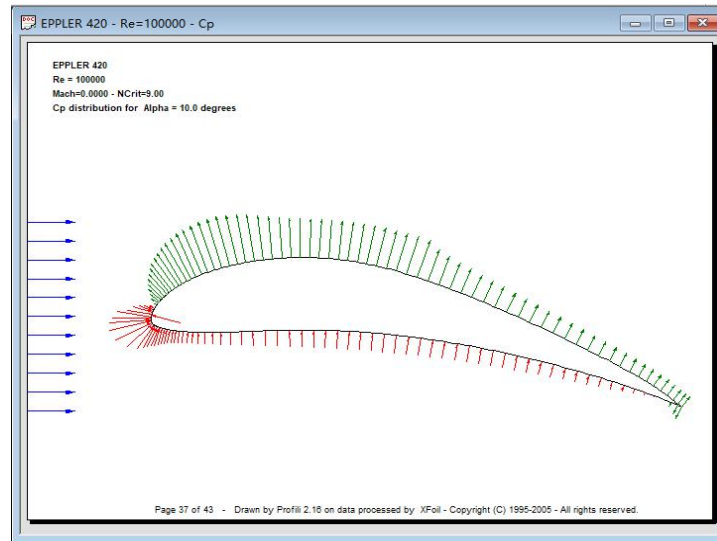 EPPLER 420 - Re=100000 - Cp
EPPLER 420
Re = 100000
Mach=0.0000 - NCrit=9.00
Cp distribution for Alpha = 10.0 degrees
Page 37 of 43 - Drawn by Profili 2.16 on data processed by XFoil - Copyright (C) 1995-2005 - All rights reserved.